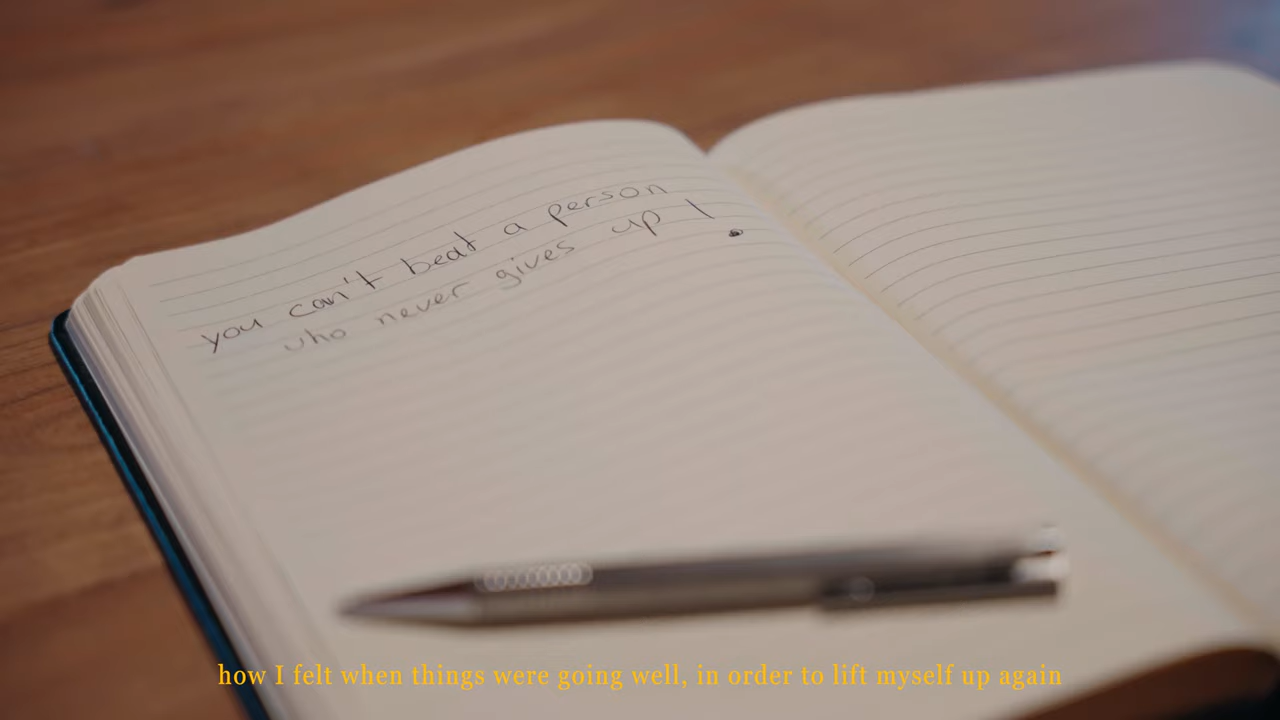 you can't beat a person
who never gives up !
how I felt when things were going well, in order to lift myself up again